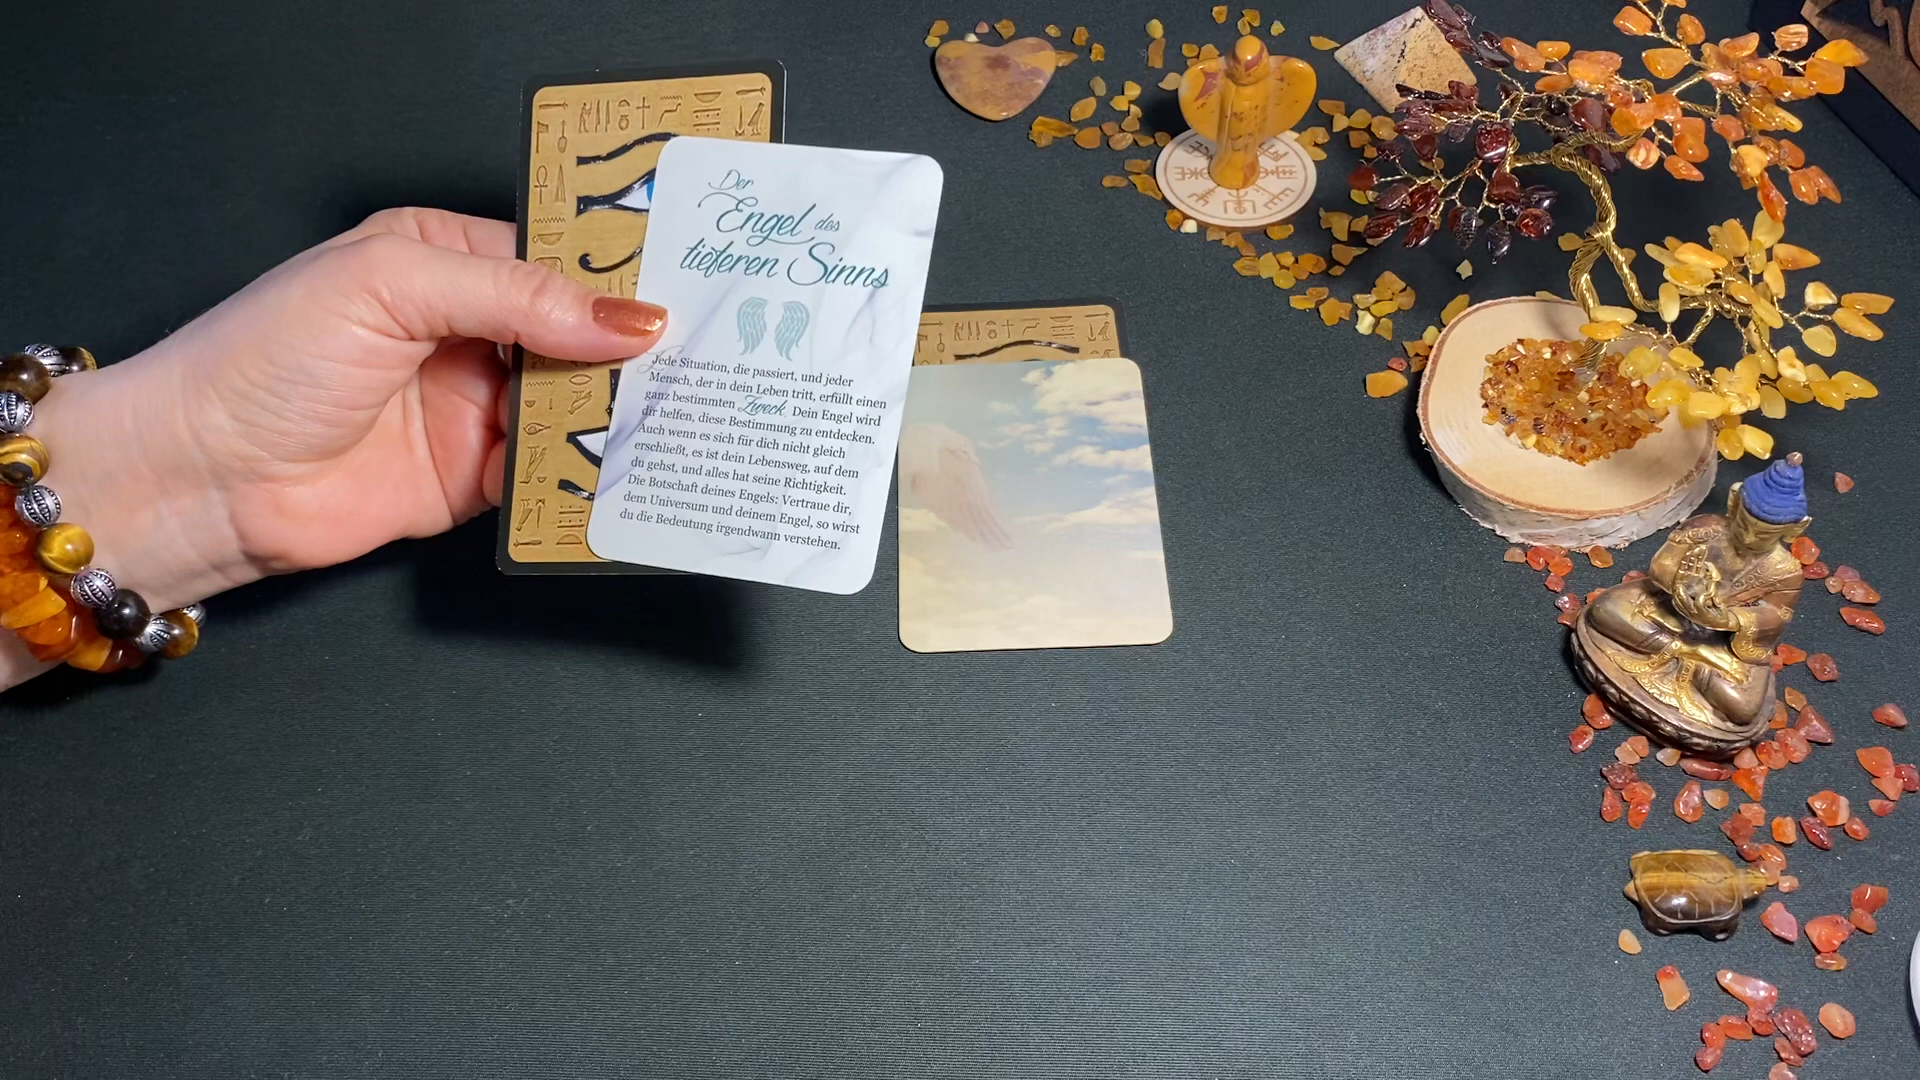 Der
Engel des
tieferen Sinns
Jede Situation, die passiert, und jeder
Mensch, der in dein Leben tritt, erfüllt einen
ganz bestimmten Zweck. Dein Engel wird
dir helfen, diese Bestimmung zu entdecken.
Auch wenn es sich für dich nicht gleich
erschließt, es ist dein Lebensweg, auf dem
du gehst, und alles hat seine Richtigkeit.
Die Botschaft deines Engels: Vertraue dir,
dem Universum und deinem Engel, so wirst
du die Bedeutung irgendwann verstehen.